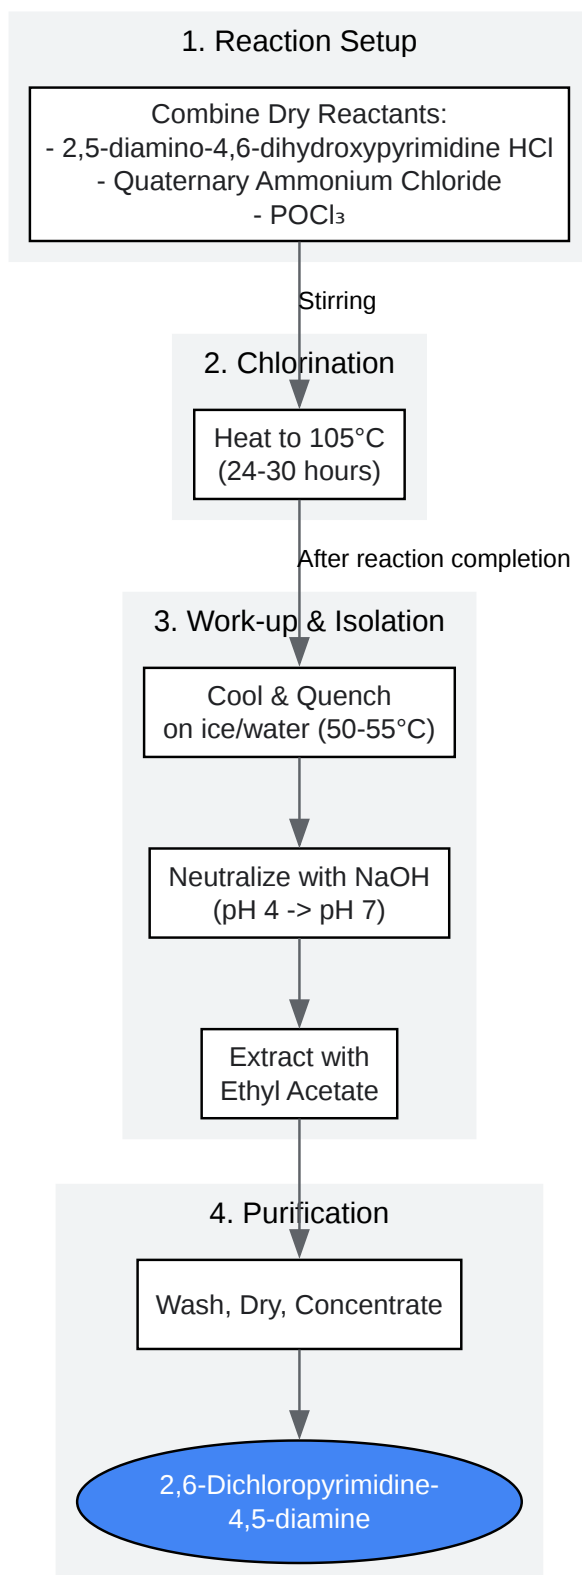 1. Reaction Setup
Combine Dry Reactants:
- 2,5-diamino-4,6-dihydroxypyrimidine HCl
- Quaternary Ammonium Chloride
- POCl₃
Stirring
2. Chlorination
Heat to 105°C
(24-30 hours)
After reaction completion
3. Work-up & Isolation
Cool & Quench
on ice/water (50-55°C)
Neutralize with NaOH
(pH 4 -> pH 7)
Extract with
Ethyl Acetate
4. Purification
Wash, Dry, Concentrate
2,6-Dichloropyrimidine-
4,5-diamine